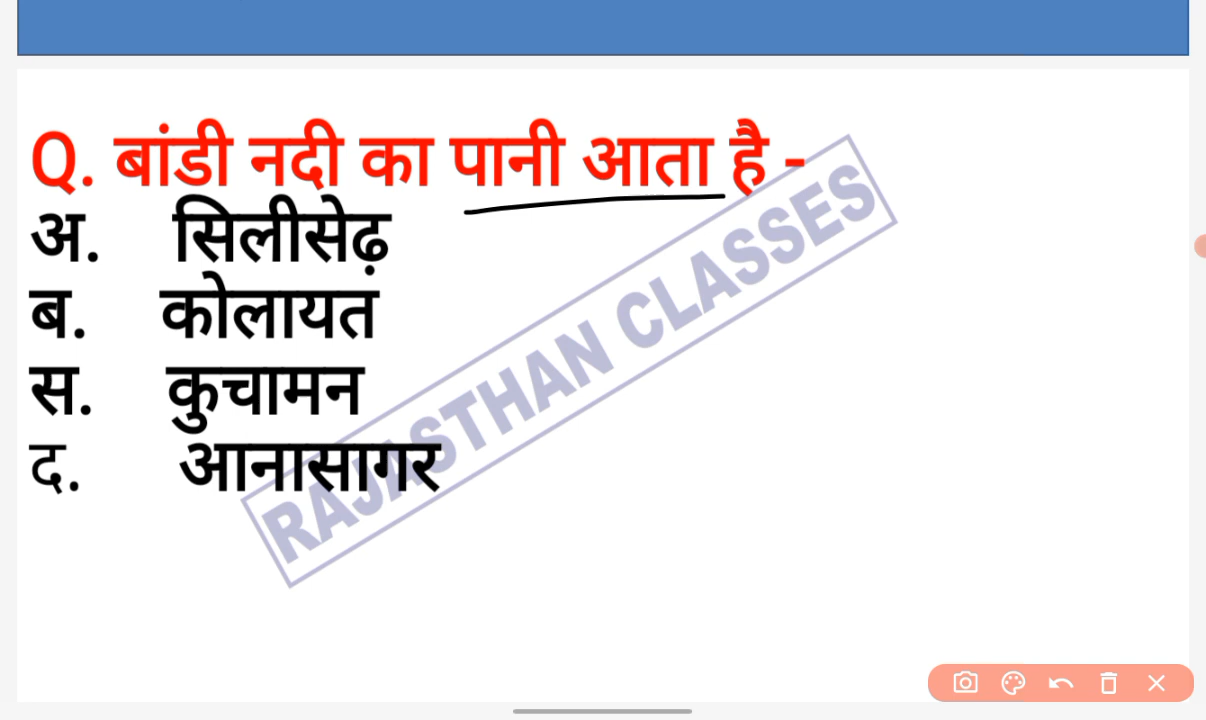 Q. बांडी नदी का पानी आता है -
अ. सिलीसेढ़
ब. कोलायत
स. कुचामन
द. आनासागर
RAJASTHAN CLASSES